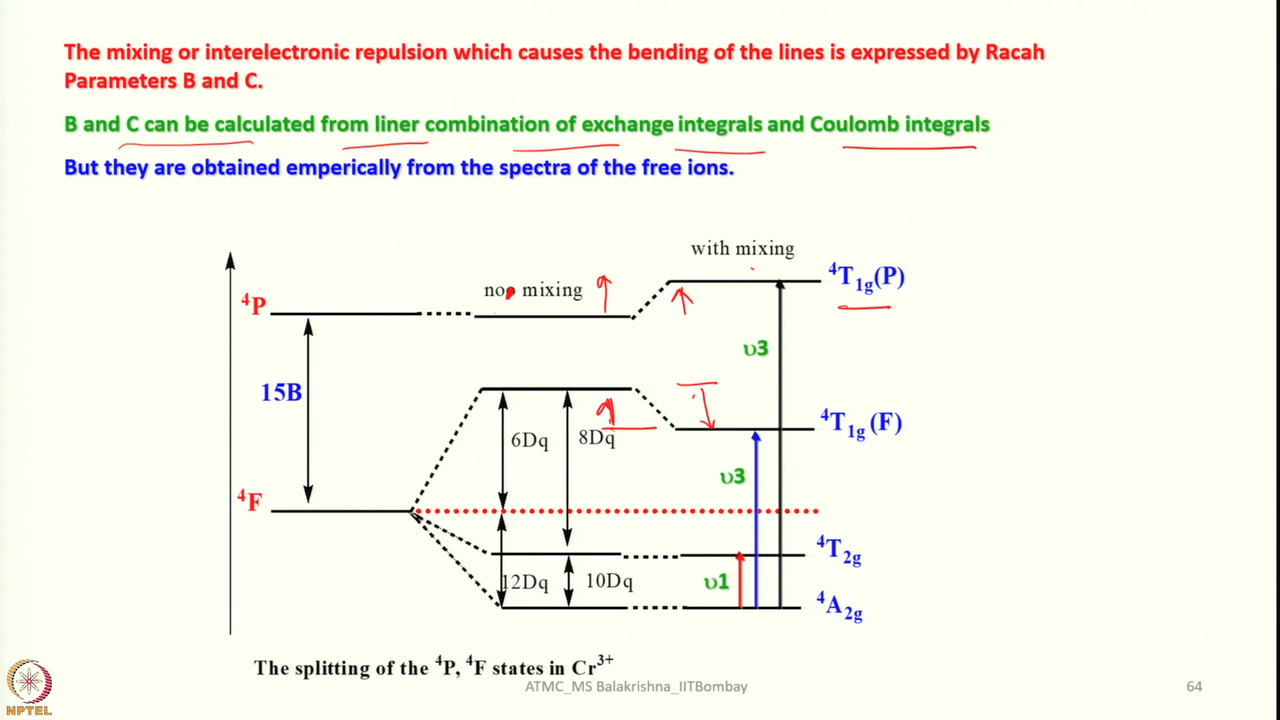 The mixing or interelectronic repulsion which causes the bending of the lines is expressed by Racah
Parameters B and C.
B and C can be calculated from liner combination of exchange integrals and Coulomb integrals
But they are obtained emperically from the spectra of the free ions.
with mixing
⁴T₁g(P)
no mixing
⁴P
υ3
15B
⁴T₁g (F)
6Dq
8Dq
υ3
⁴F
⁴T₂g
12Dq
10Dq
υ1
⁴A₂g
The splitting of the ⁴P, ⁴F states in Cr³⁺
ATMC_MS Balakrishna_IITBombay
64
NPTEL